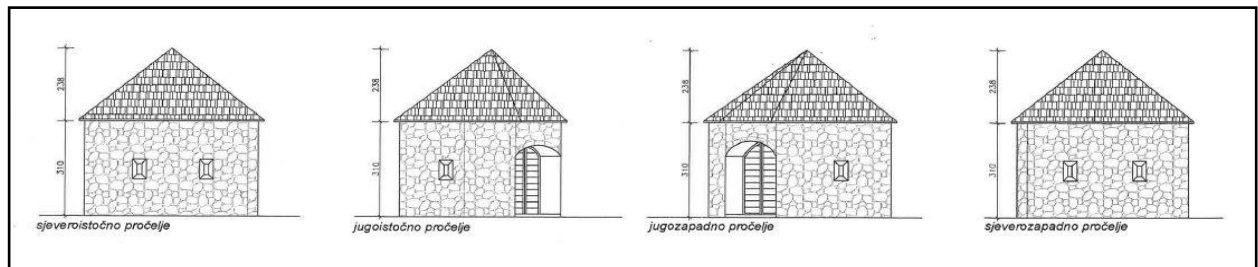 238
310
sjeveroistočno pročelje
238
310
jugoistočno pročelje
238
310
jugozapadno pročelje
238
310
sjeverozapadno pročelje